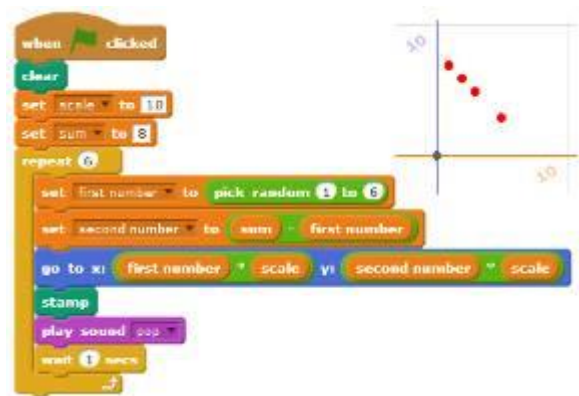 when clicked
10
clear
set scale to 10
set sum to 8
repeat 6
set first number to pick random 1 to 6
set second number to sum - first number
10
go to x: first number * scale y: second number * scale
stamp
play sound pop
wait 1 secs